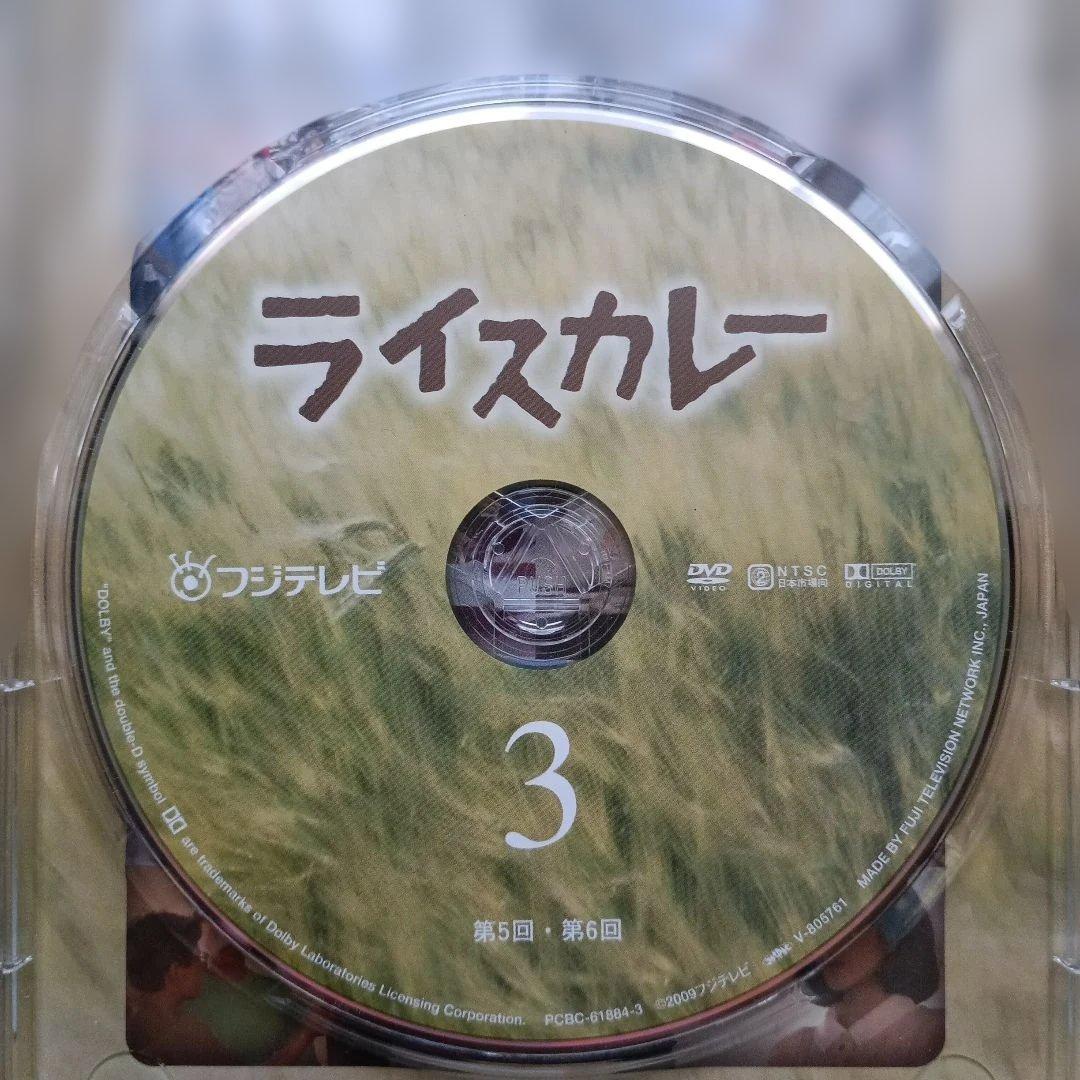 ライスカレー
フジテレビ
DVD
VIDEO
2
NTSC
日本市場向
DOLBY
DIGITAL
PUSH
3
第5回・第6回
"DOLBY" and the double-D symbol are trademarks of Dolby Laboratories Licensing Corporation.
PCBC-61884-3
©2009フジテレビ
V-805761
MADE BY FUJI TELEVISION NETWORK INC., JAPAN